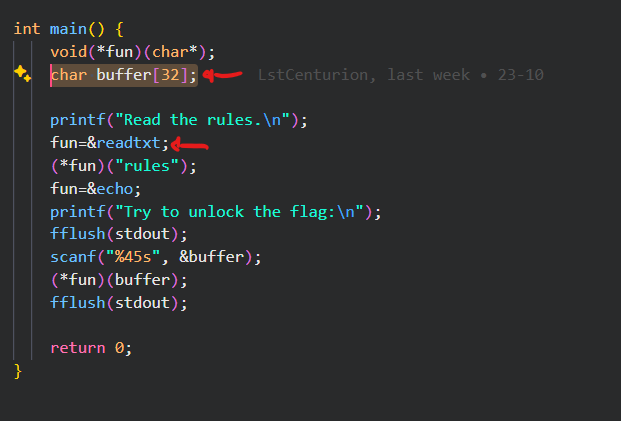 int main() {
void(*fun)(char*);
char buffer[32]; LstCenturion, last week • 23-10
printf("Read the rules.\n");
fun=&readtxt;
(*fun)("rules");
fun=&echo;
printf("Try to unlock the flag:\n");
fflush(stdout);
scanf("%45s", &buffer);
(*fun)(buffer);
fflush(stdout);
return 0;
}